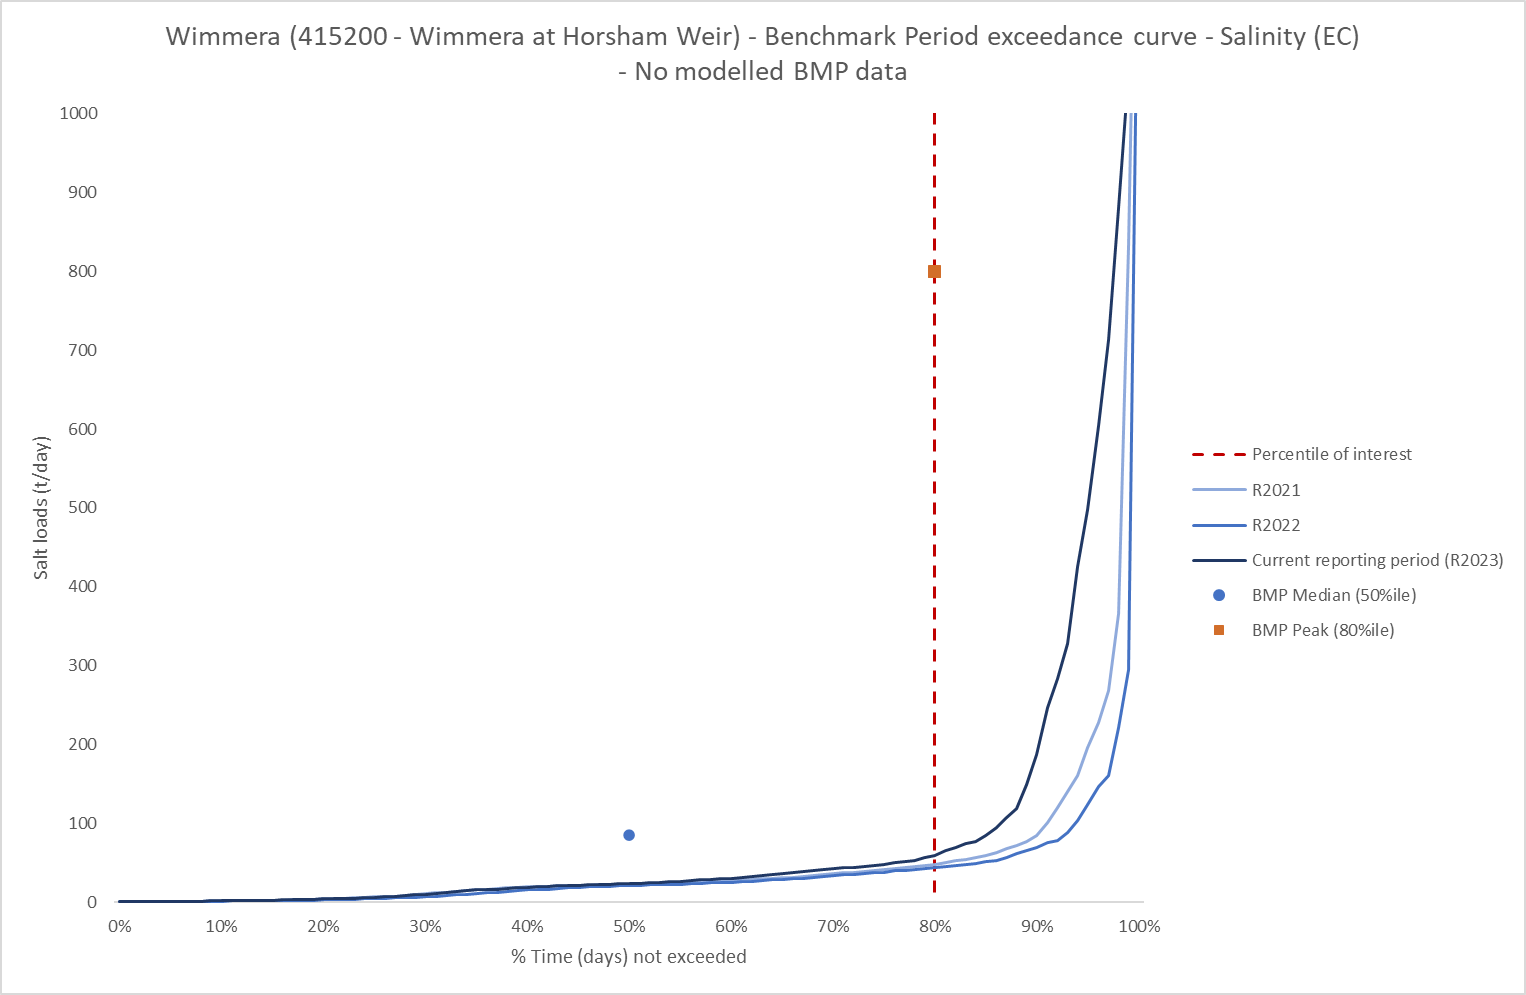 Wimmera (415200 - Wimmera at Horsham Weir) - Benchmark Period exceedance curve - Salinity (EC)
- No modelled BMP data
1000
900
800
700
600
500
400
300
200
100
0
Salt loads (t/day)
0% 10% 20% 30% 40% 50% 60% 70% 80% 90% 100%
% Time (days) not exceeded
Percentile of interest
R2021
R2022
Current reporting period (R2023)
BMP Median (50%ile)
BMP Peak (80%ile)